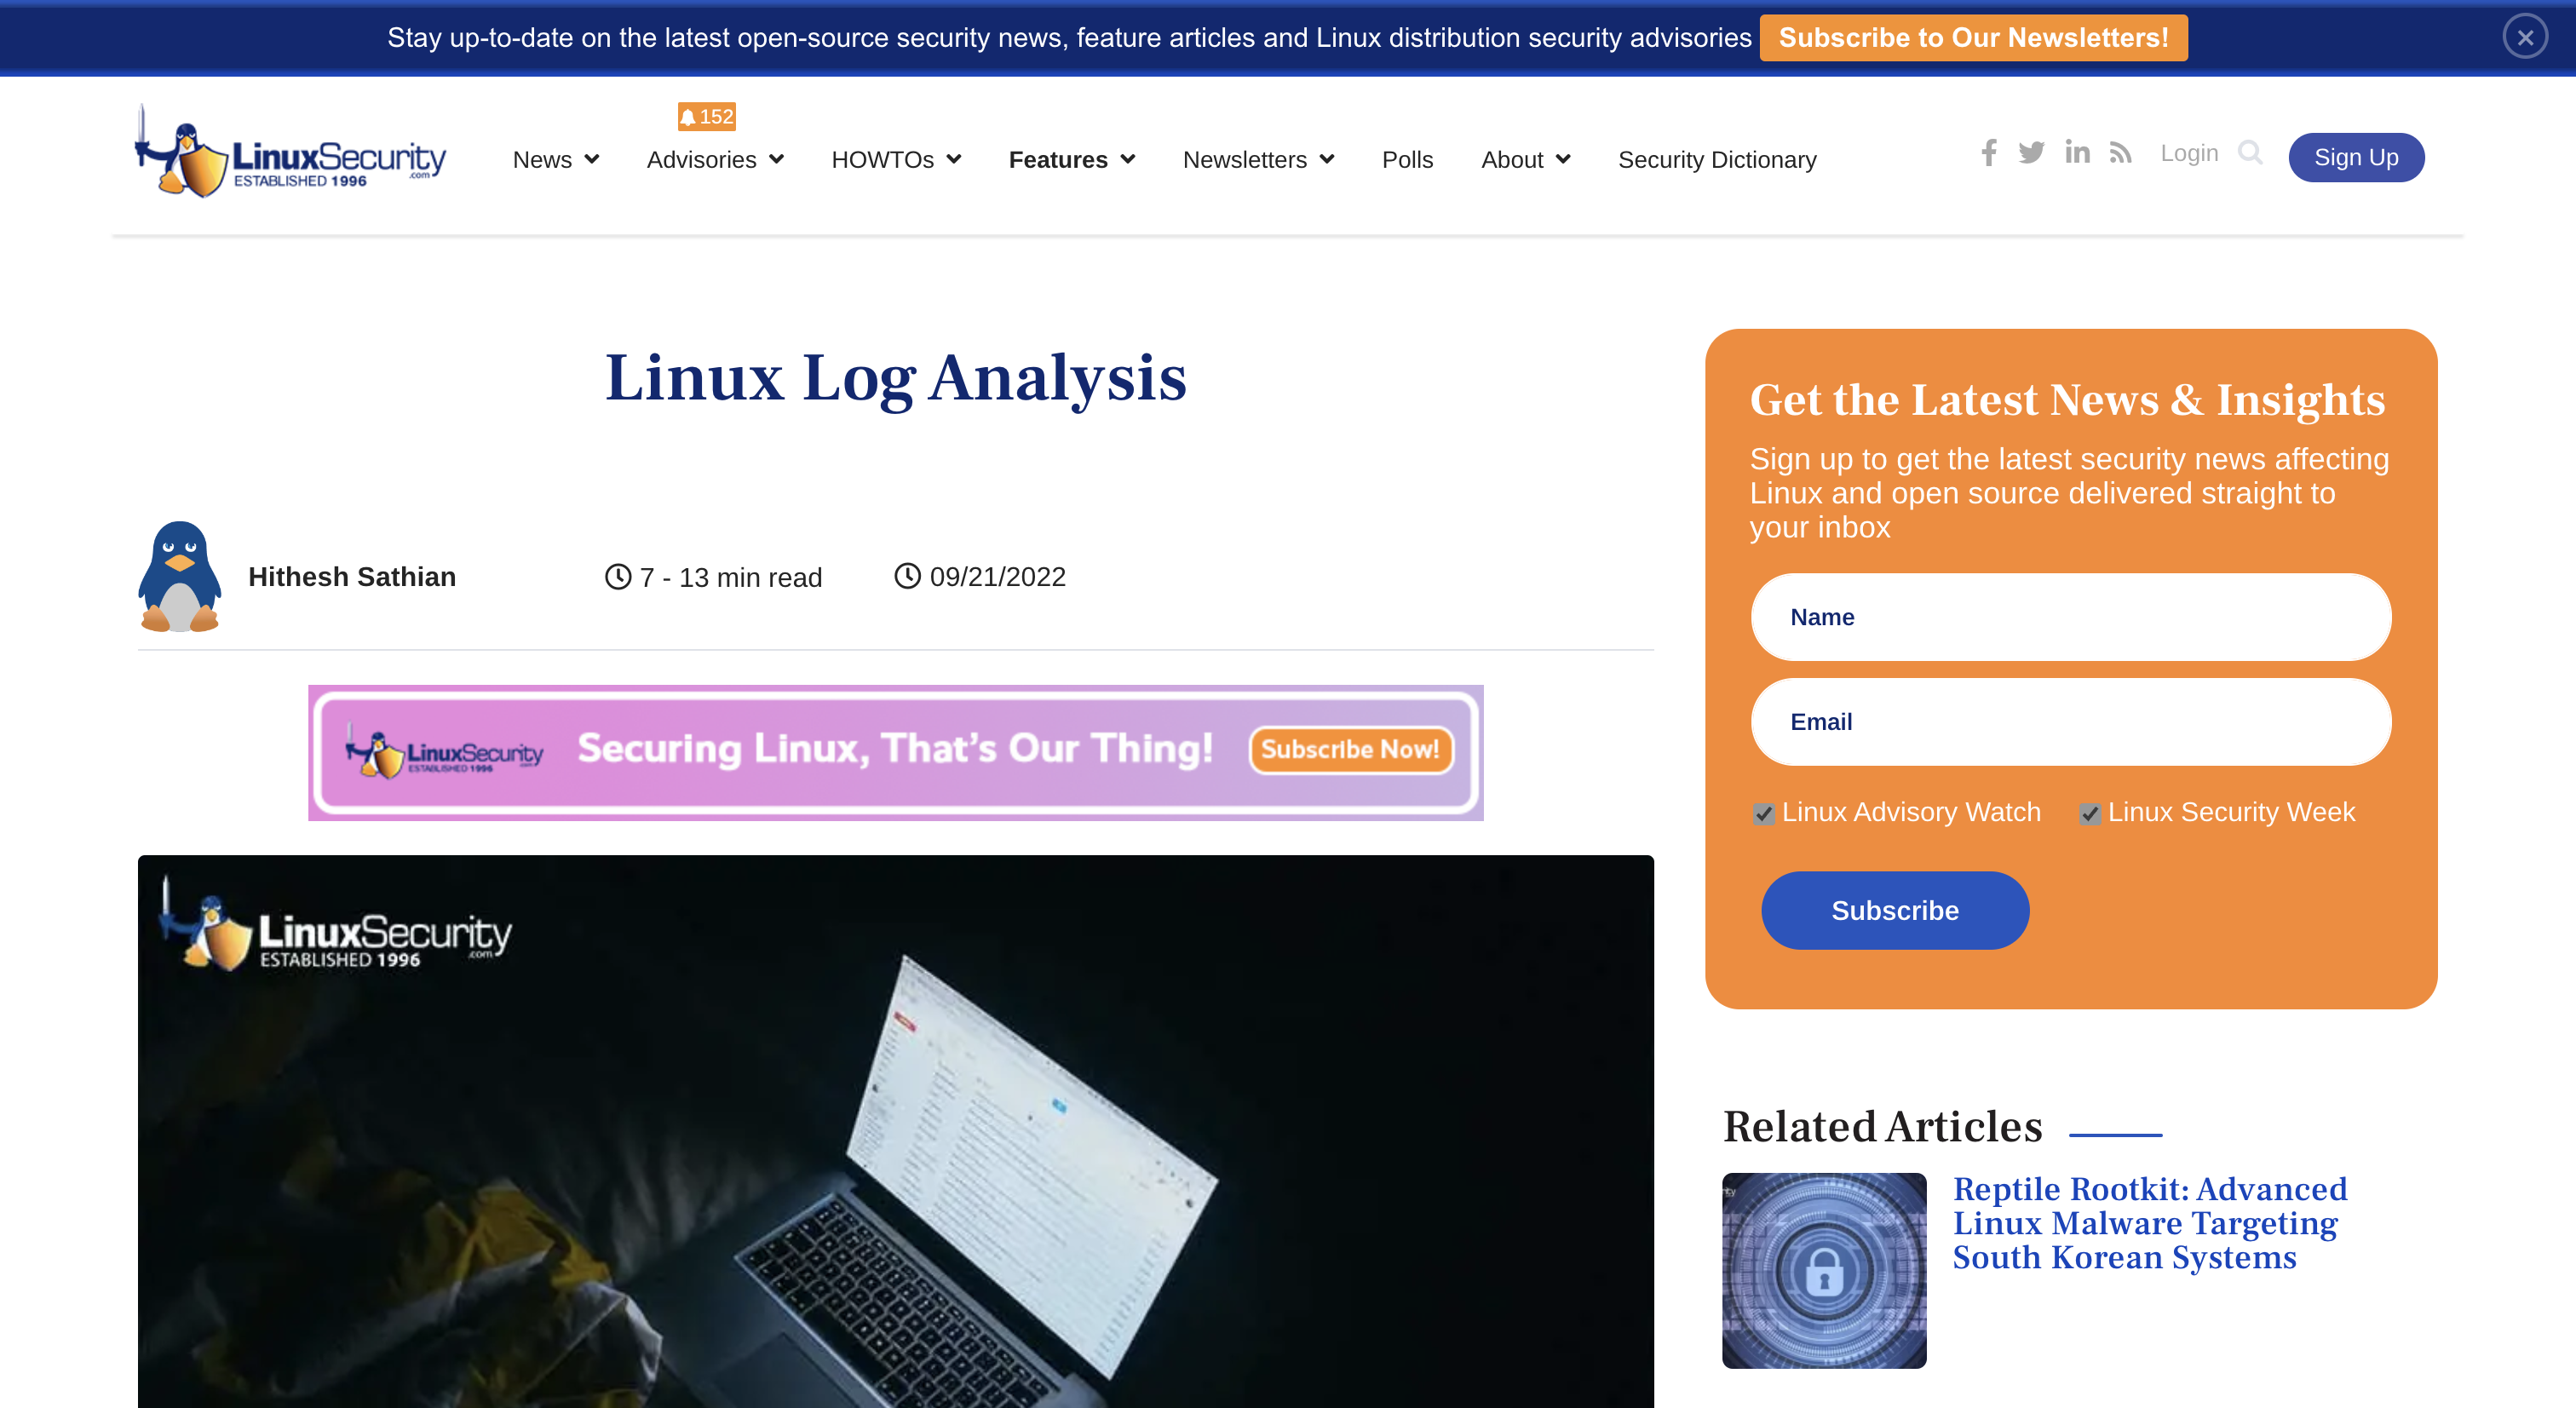 Stay up-to-date on the latest open-source security news, feature articles and Linux distribution security advisories Subscribe to Our Newsletters!
152
LinuxSecurity
.com
ESTABLISHED 1996
News Advisories HOWTOs Features Newsletters Polls About Security Dictionary
Login Sign Up
Linux Log Analysis
Hithesh Sathian 7 - 13 min read 09/21/2022
LinuxSecurity
.com
ESTABLISHED 1996
Securing Linux, That's Our Thing! Subscribe Now!
LinuxSecurity
.com
ESTABLISHED 1996
Get the Latest News & Insights
Sign up to get the latest security news affecting
Linux and open source delivered straight to
your inbox
Name
Email
Linux Advisory Watch Linux Security Week
Subscribe
Related Articles
Reptile Rootkit: Advanced
Linux Malware Targeting
South Korean Systems